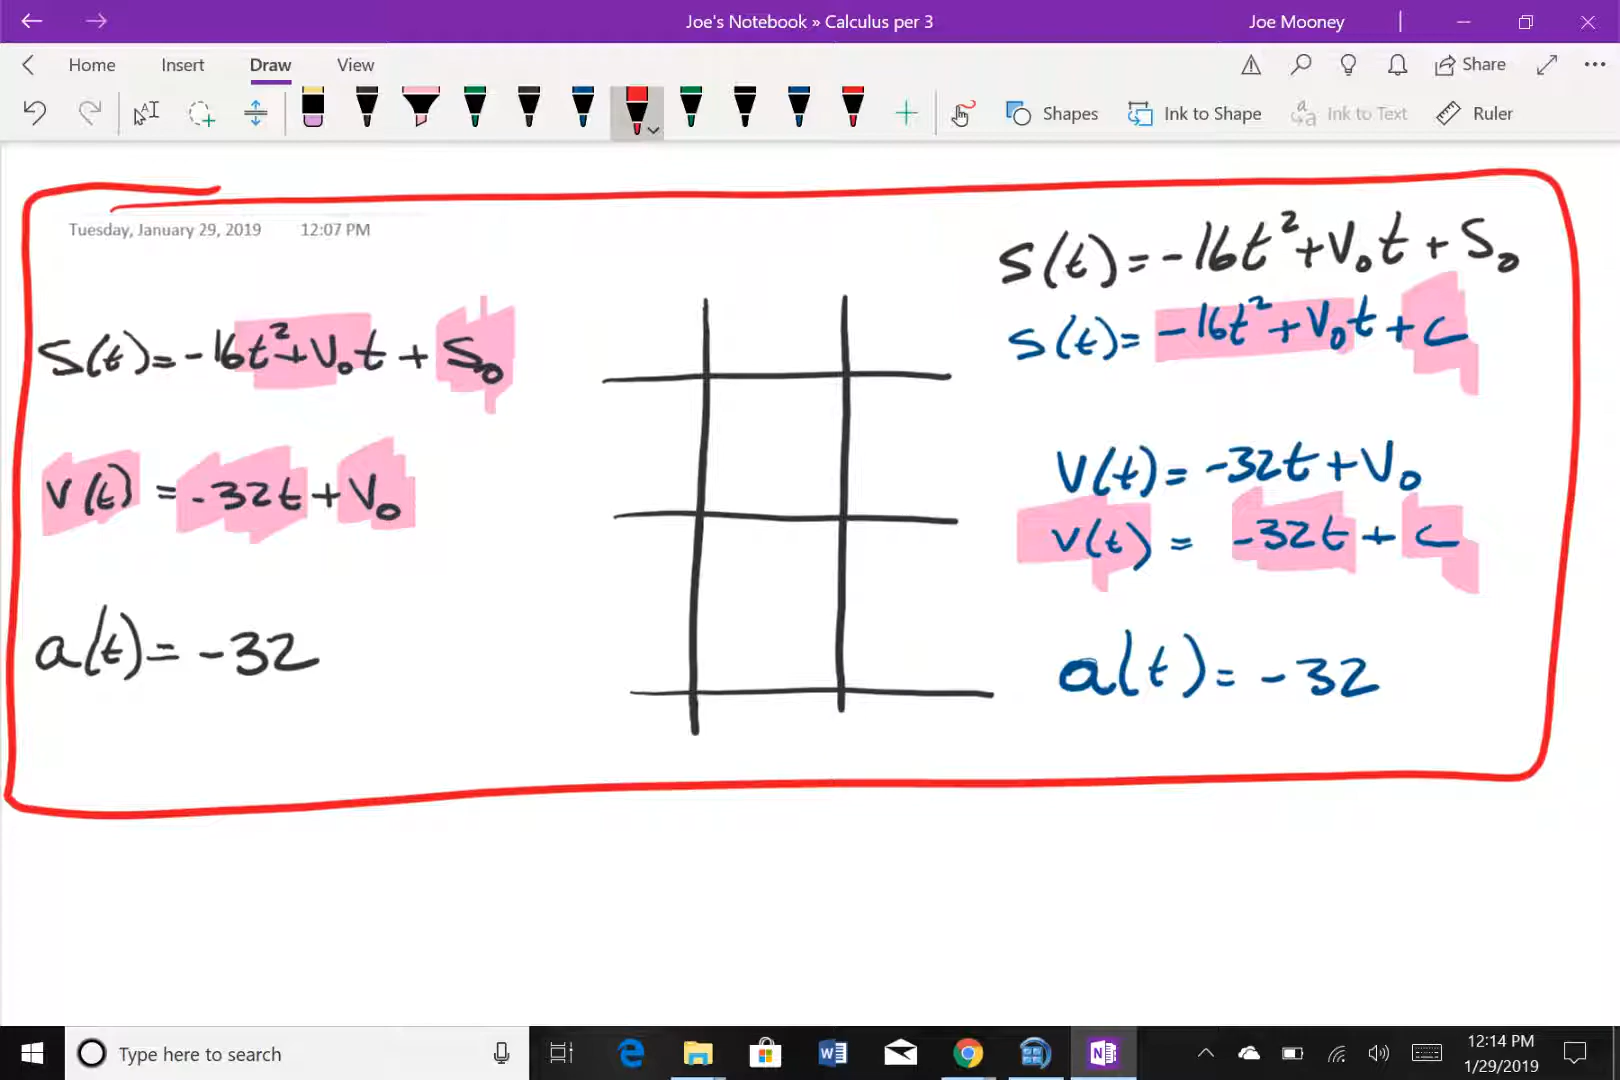 Joe's Notebook » Calculus per 3
Joe Mooney
Home Insert Draw View
Share
Shapes
Ink to Shape
Ink to Text
Ruler
Tuesday, January 29, 2019 12:07 PM
S(t) = -16t² + V₀t + S₀
V(t) = -32t + V₀
a(t) = -32
S(t) = -16t² + V₀t + S₀
S(t) = -16t² + V₀t + C
V(t) = -32t + V₀
V(t) = -32t + C
a(t) = -32
Type here to search
12:14 PM
1/29/2019